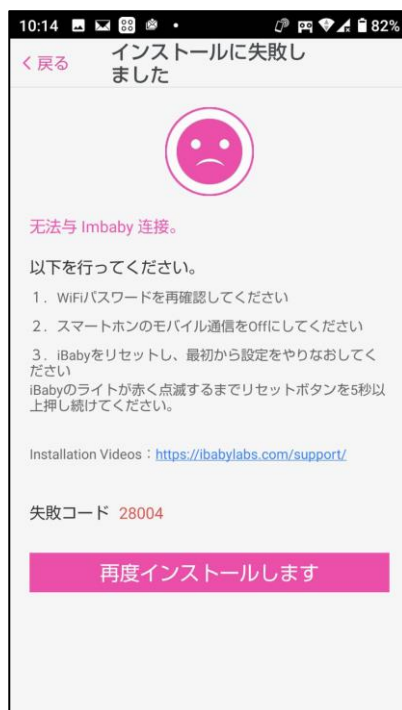 10:14
82%
< 戻る
インストールに失敗し
ました
无法与 Imbaby 连接。
以下を行ってください。
1. WiFiパスワードを再確認してください
2. スマートホンのモバイル通信をOffにしてください
3. iBabyをリセットし、最初から設定をやりなおしてく
ださい
iBabyのライトが赤く点滅するまでリセットボタンを5秒以
上押し続けてください。
Installation Videos：https://ibabylabs.com/support/
失敗コード 28004
再度インストールします